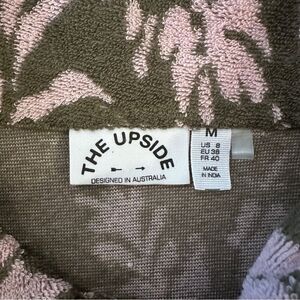 THE UPSIDE
DESIGNED IN AUSTRALIA
M
US 8
EU 38
FR 40
MADE
IN INDIA